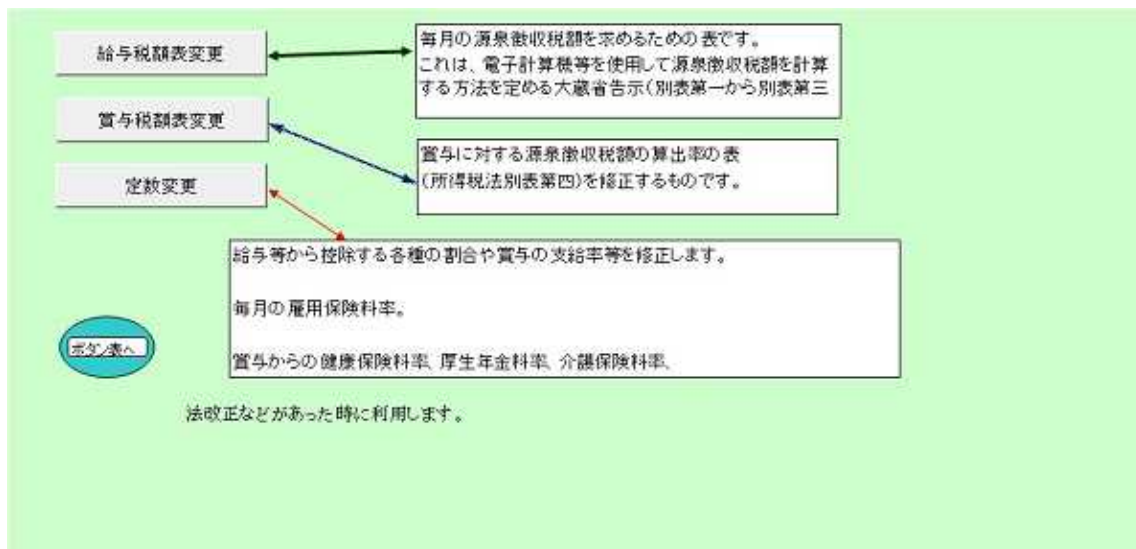 給与税額表変更
毎月の源泉徴収税額を求めるための表です。
これは、電子計算機等を使用して源泉徴収税額を計算
する方法を定める大蔵省告示(別表第一から別表第三
賞与税額表変更
賞与に対する源泉徴収税額の算出率の表
(所得税法別表第四)を修正するものです。
定数変更
給与等から控除する各種の割合や賞与の支給率等を修正します。
毎月の雇用保険料率。
賞与からの健康保険料率、厚生年金料率、介護保険料率、
ボタン表へ
法改正などがあった時に利用します。